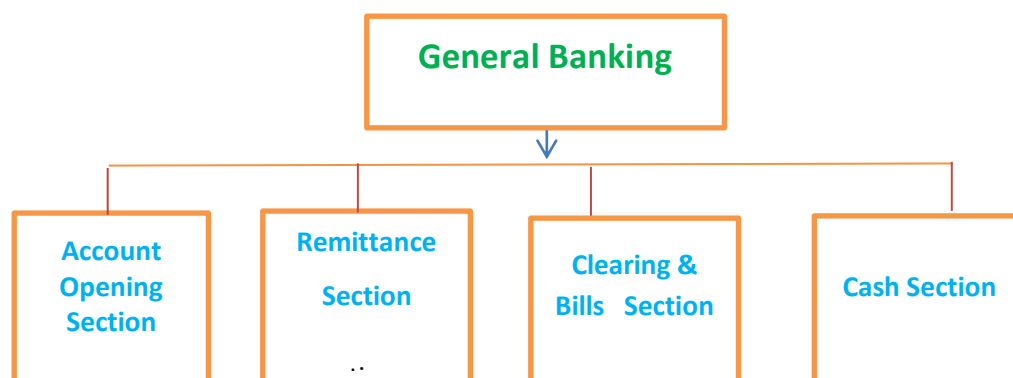 General Banking
Account
Opening
Section
Remittance
Section
..
Clearing &
Bills Section
Cash Section